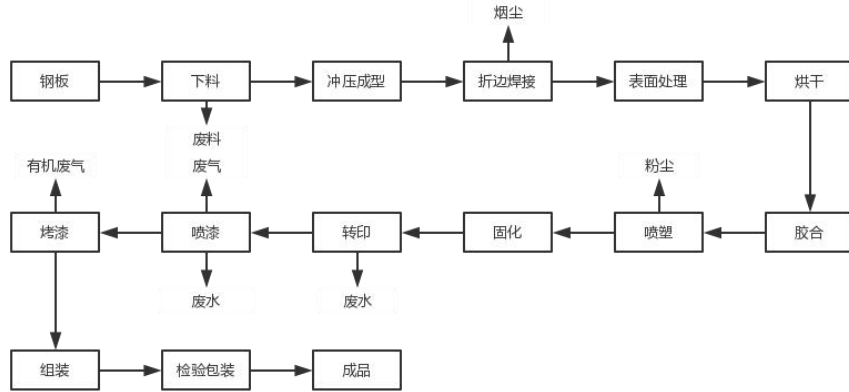 烟尘
钢板
下料
冲压成型
折边焊接
表面处理
烘干
废料
有机废气
废气
粉尘
烤漆
喷漆
转印
固化
喷塑
胶合
废水
废水
组装
检验包装
成品